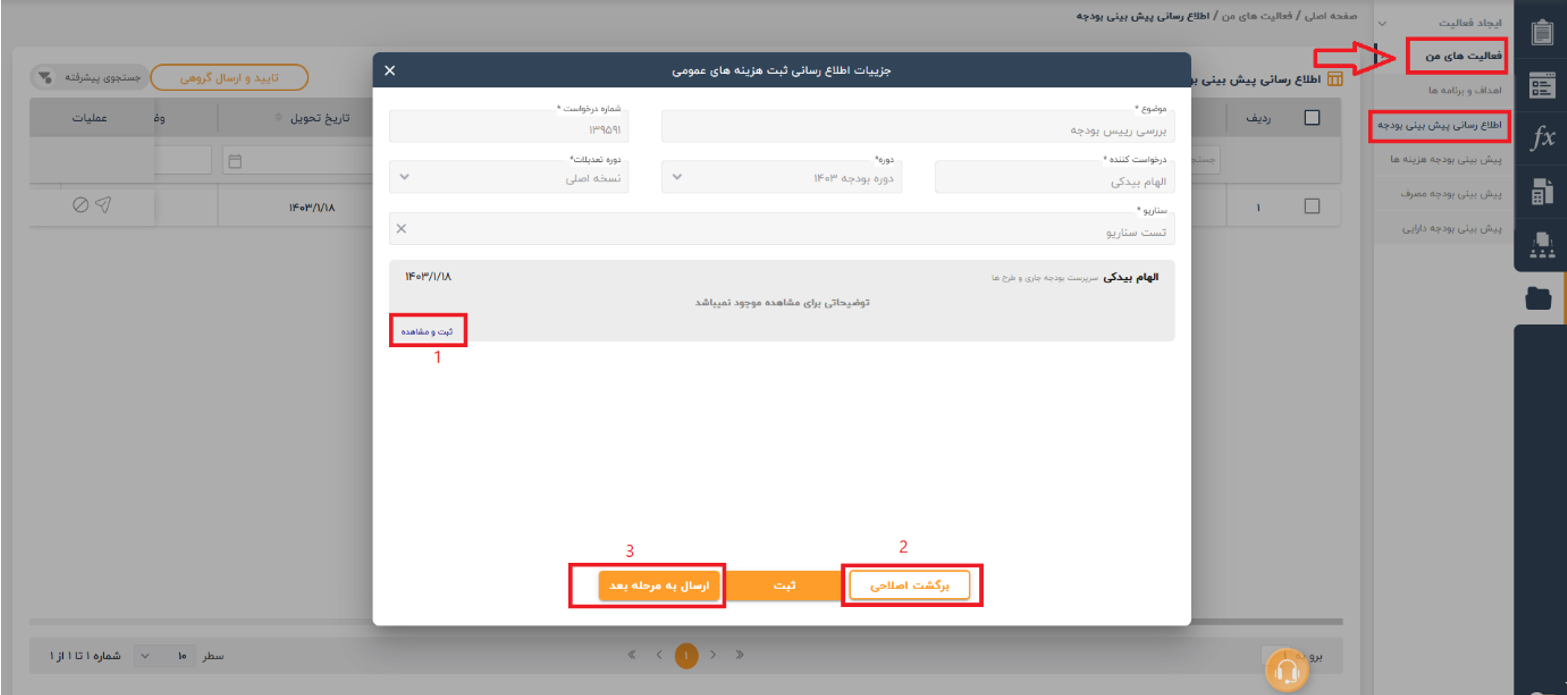 صفحه اصلی / فعالیت های من / اطلاع رسانی پیش بینی بودجه
ایجاد فعالیت
فعالیت های من
اهداف و برنامه ها
اطلاع رسانی پیش بینی بودجه
پیش بینی بودجه هزینه ها
پیش بینی بودجه مصرف
پیش بینی بودجه دارایی
fx
اطلاع رسانی پیش بینی
تایید و ارسال گروهی
جستجوی پیشرفته
ردیف
تاریخ تحویل
عملیات
۱
۱۴۰۳/۱/۱۸
جزییات اطلاع رسانی ثبت هزینه های عمومی
موضوع *
بررسی رییس بودجه
شماره درخواست *
۱۳۹۵۹۱
درخواست کننده *
الهام بیدکی
دوره*
دوره بودجه ۱۴۰۳
دوره تعدیلات*
نسخه اصلی
سناریو *
تست سناریو
الهام بیدکی سرپرست بودجه جاری و طرح ها
۱۴۰۳/۱/۱۸
توضیحاتی برای مشاهده موجود نمیباشد
ثبت و مشاهده
1
2
3
برگشت اصلاحی
ثبت
ارسال به مرحله بعد
برو به
۱
سطر ۱۰
شماره ۱ تا ۱ از ۱